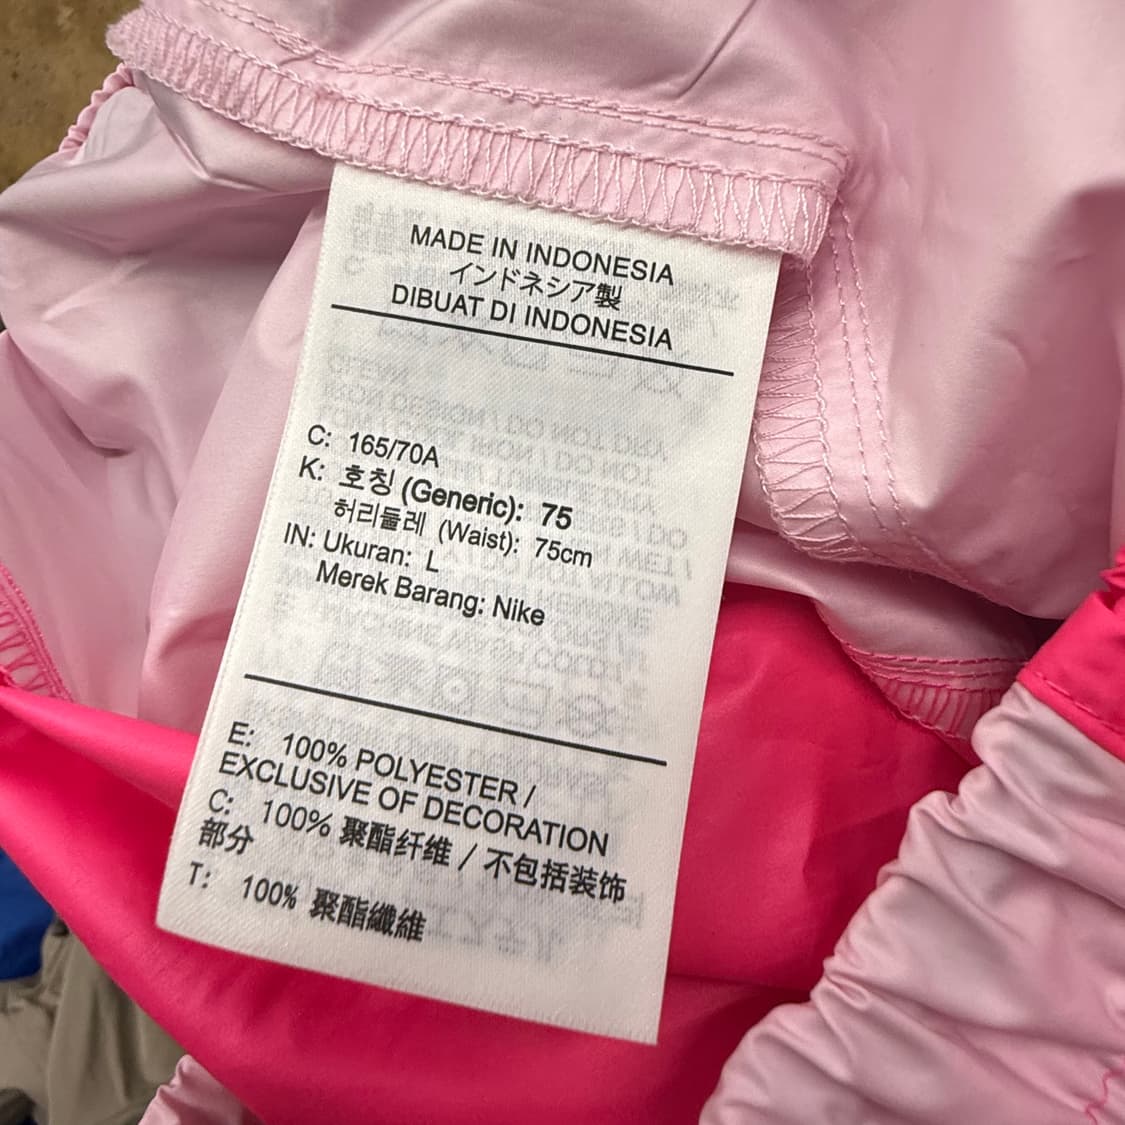 MADE IN INDONESIA
インドネシア製
DIBUAT DI INDONESIA
C: 165/70A
K: 호칭 (Generic): 75
허리둘레 (Waist): 75cm
IN: Ukuran: L
Merek Barang: Nike
E: 100% POLYESTER /
EXCLUSIVE OF DECORATION
C: 100% 聚酯纤维 / 不包括装饰
部分
T: 100% 聚酯纖維